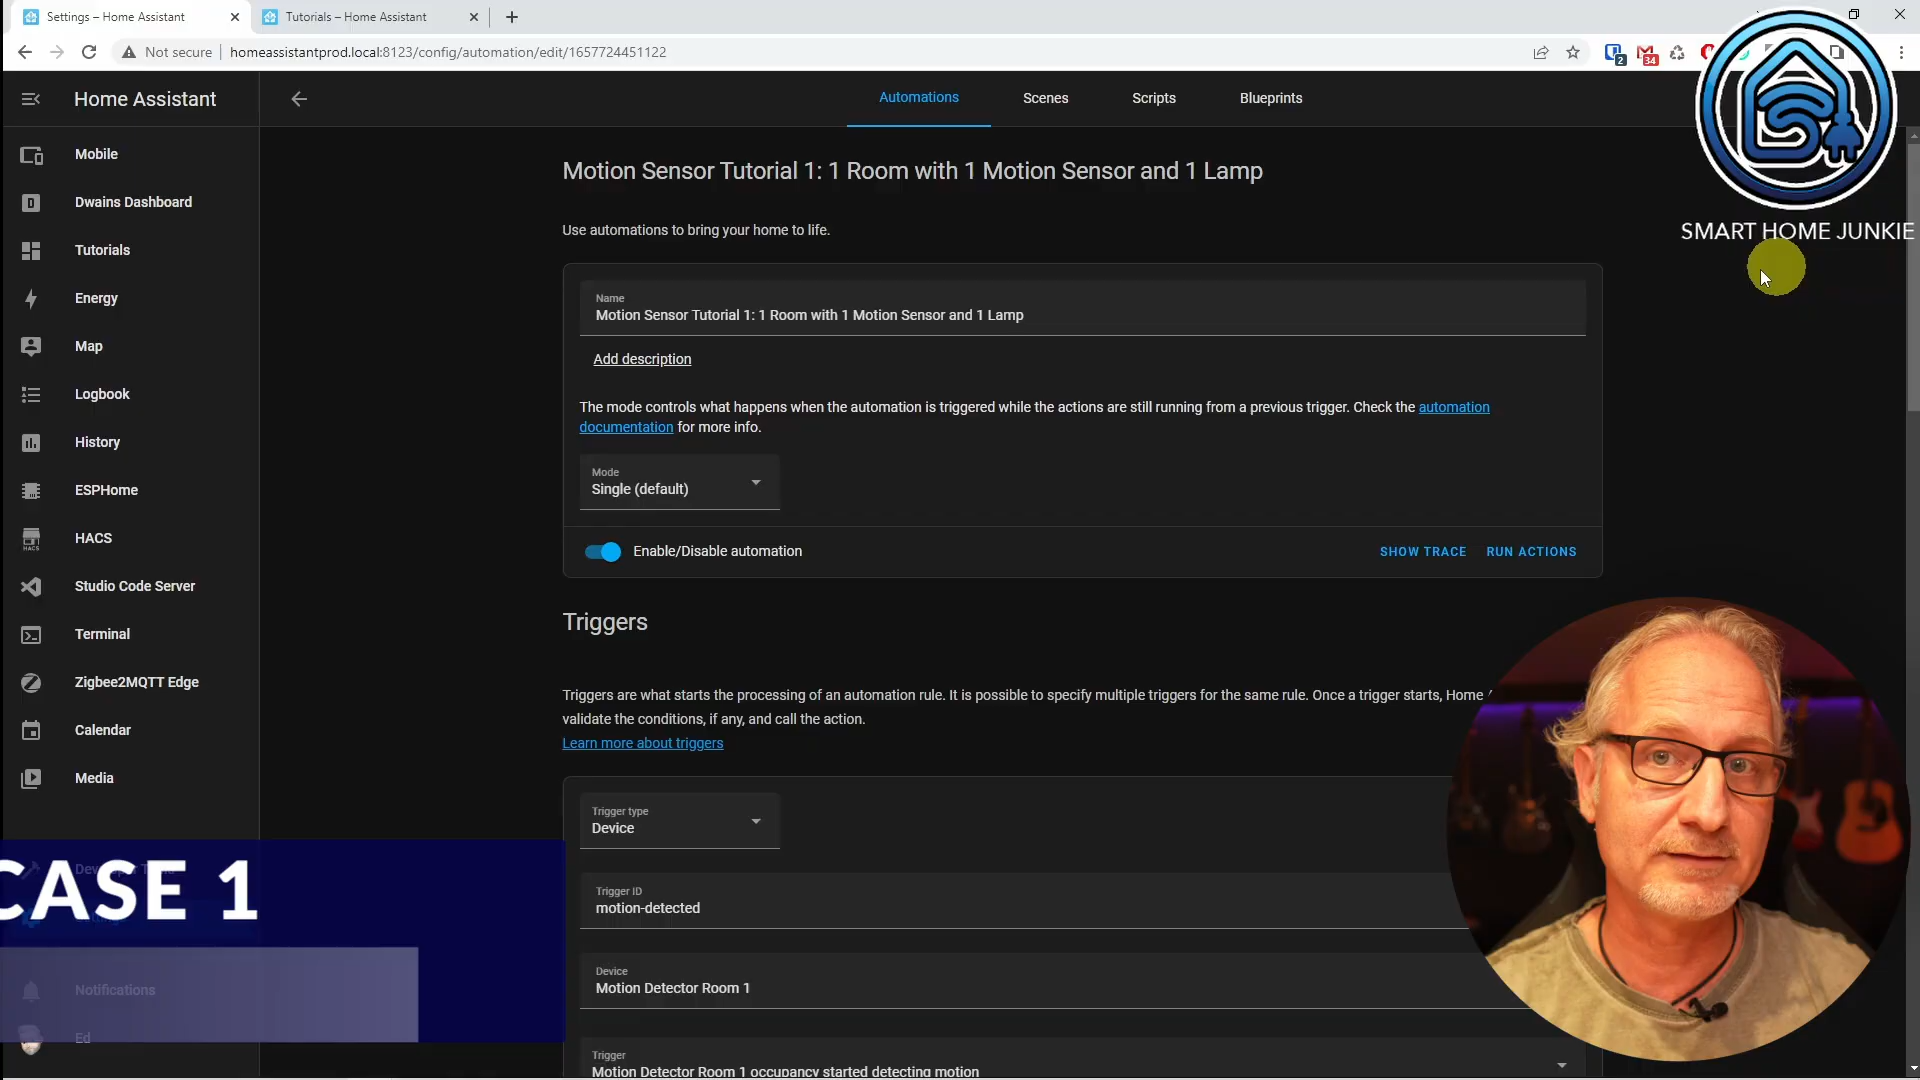 Settings – Home Assistant
Tutorials – Home Assistant
Not secure
homeassistantprod.local:8123/config/automation/edit/1657724451122
2
34
Home Assistant
Automations
Scenes
Scripts
Blueprints
SMART HOME JUNKIE
Mobile
Dwains Dashboard
Tutorials
Energy
Map
Logbook
History
ESPHome
HACS
Studio Code Server
Terminal
Zigbee2MQTT Edge
Calendar
Media
CASE 1
Notifications
Ed
Motion Sensor Tutorial 1: 1 Room with 1 Motion Sensor and 1 Lamp
Use automations to bring your home to life.
Name
Motion Sensor Tutorial 1: 1 Room with 1 Motion Sensor and 1 Lamp
Add description
The mode controls what happens when the automation is triggered while the actions are still running from a previous trigger. Check the automation
documentation for more info.
Mode
Single (default)
Enable/Disable automation
SHOW TRACE
RUN ACTIONS
Triggers
Triggers are what starts the processing of an automation rule. It is possible to specify multiple triggers for the same rule. Once a trigger starts, Home
validate the conditions, if any, and call the action.
Learn more about triggers
Trigger type
Device
Trigger ID
motion-detected
Device
Motion Detector Room 1
Trigger
Motion Detector Room 1 occupancy started detecting motion